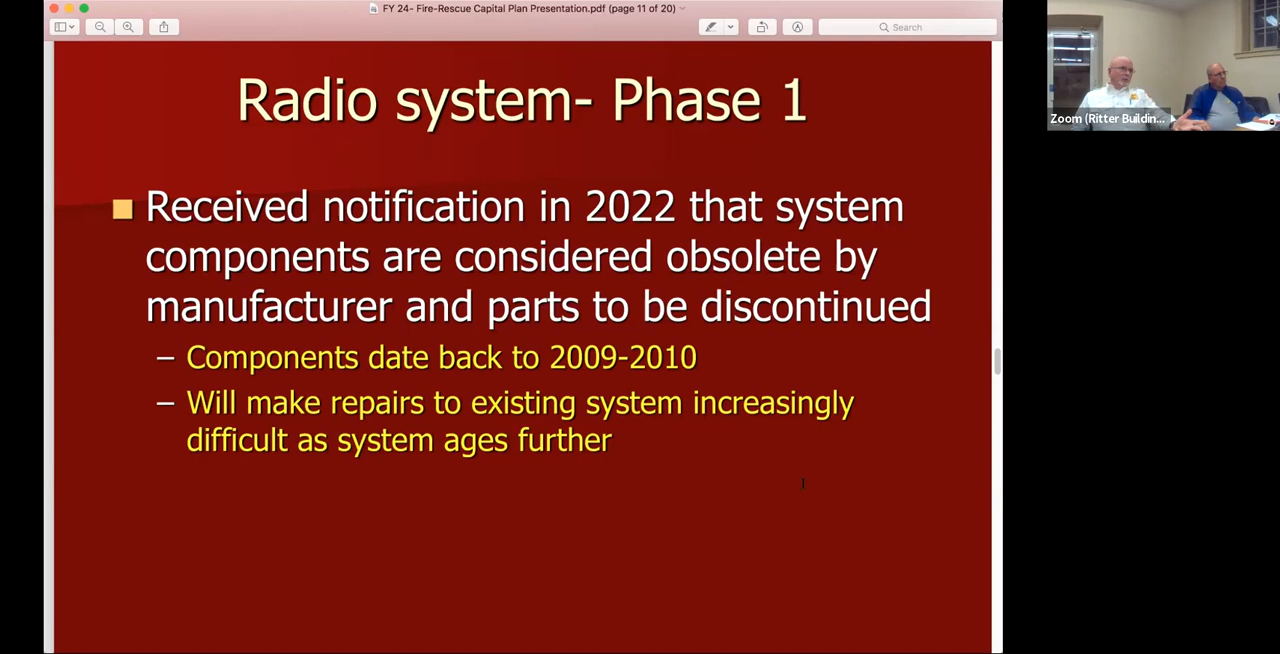 FY 24- Fire-Rescue Capital Plan Presentation.pdf (page 11 of 20)
Search
Radio system- Phase 1
Received notification in 2022 that system
components are considered obsolete by
manufacturer and parts to be discontinued
– Components date back to 2009-2010
– Will make repairs to existing system increasingly
difficult as system ages further
Zoom (Ritter Buildin...